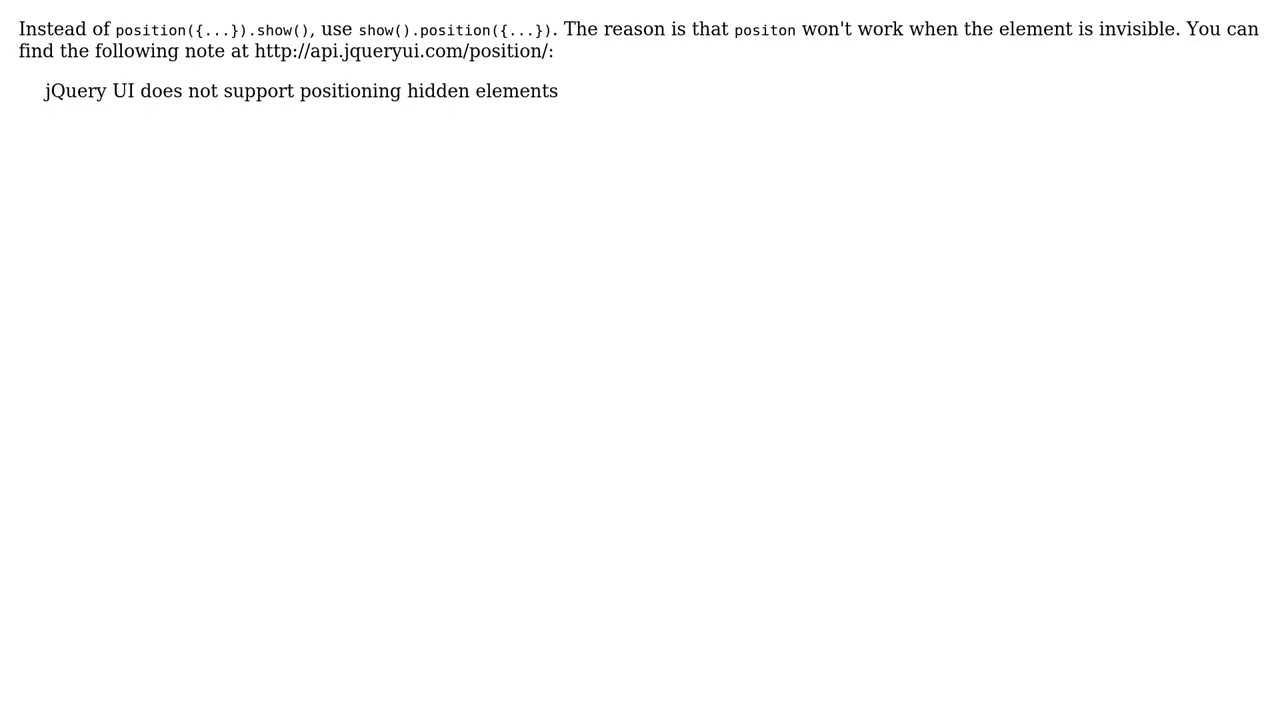 Instead of position({...}).show(), use show().position({...}). The reason is that positon won't work when the element is invisible. You can
find the following note at http://api.jqueryui.com/position/:
jQuery UI does not support positioning hidden elements